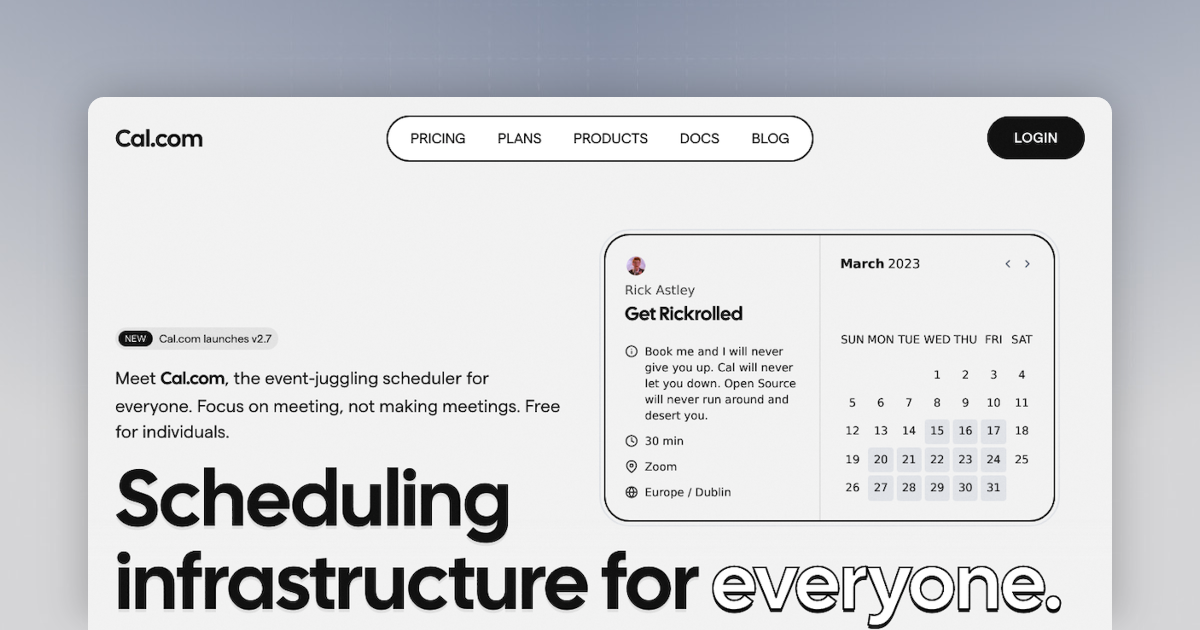 Cal.com
PRICING PLANS PRODUCTS DOCS BLOG
LOGIN
NEW Cal.com launches v2.7
Meet Cal.com, the event-juggling scheduler for
everyone. Focus on meeting, not making meetings. Free
for individuals.
Scheduling
infrastructure for everyone.
Rick Astley
Get Rickrolled
Book me and I will never
give you up. Cal will never
let you down. Open Source
will never run around and
desert you.
30 min
Zoom
Europe / Dublin
March 2023
SUN MON TUE WED THU FRI SAT
1 2 3 4
5 6 7 8 9 10 11
12 13 14 15 16 17 18
19 20 21 22 23 24 25
26 27 28 29 30 31